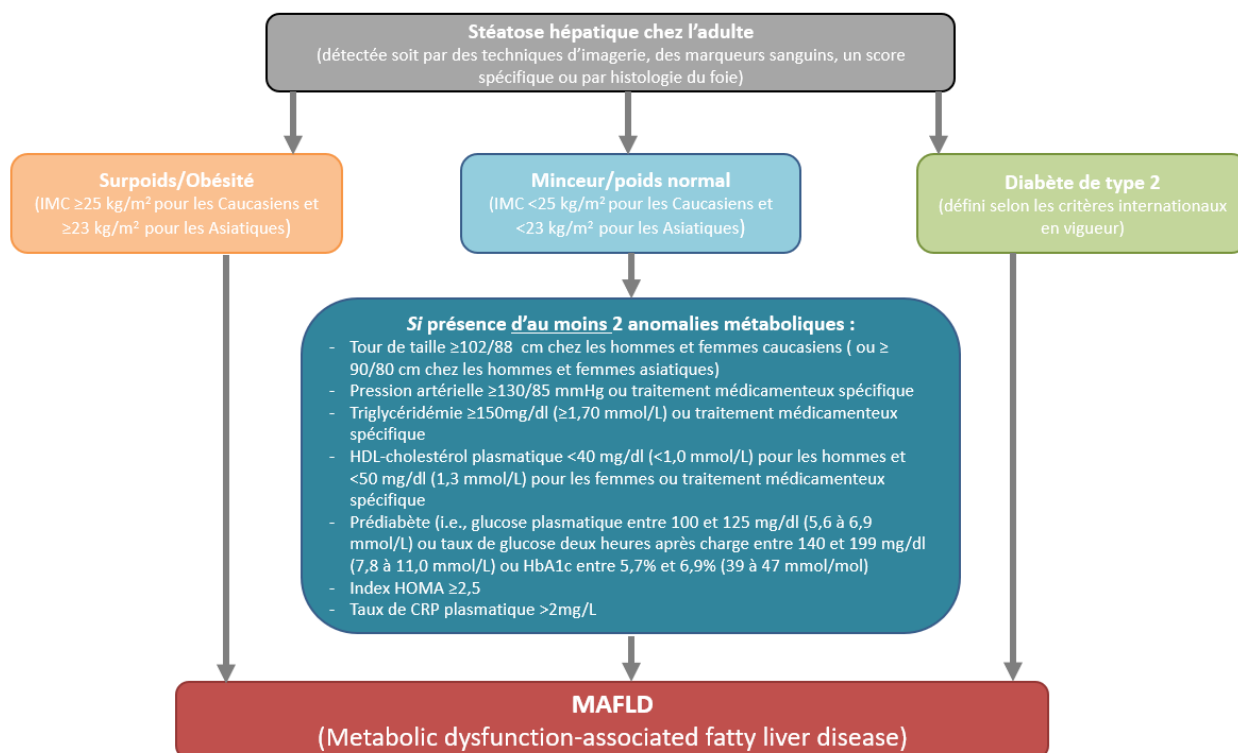 Stéatose hépatique chez l'adulte
(détectée soit par des techniques d'imagerie, des marqueurs sanguins, un score
spécifique ou par histologie du foie)
Surpoids/Obésité
(IMC ≥25 kg/m² pour les Caucasiens et
≥23 kg/m² pour les Asiatiques)
Minceur/poids normal
(IMC <25 kg/m² pour les Caucasiens et
<23 kg/m² pour les Asiatiques)
Diabète de type 2
(défini selon les critères internationaux
en vigueur)
Si présence d'au moins 2 anomalies métaboliques :
- Tour de taille ≥102/88 cm chez les hommes et femmes caucasiens ( ou ≥
90/80 cm chez les hommes et femmes asiatiques)
- Pression artérielle ≥130/85 mmHg ou traitement médicamenteux spécifique
- Triglycéridémie ≥150mg/dl (≥1,70 mmol/L) ou traitement médicamenteux
spécifique
- HDL-cholestérol plasmatique <40 mg/dl (<1,0 mmol/L) pour les hommes et
<50 mg/dl (1,3 mmol/L) pour les femmes ou traitement médicamenteux
spécifique
- Prédiabète (i.e., glucose plasmatique entre 100 et 125 mg/dl (5,6 à 6,9
mmol/L) ou taux de glucose deux heures après charge entre 140 et 199 mg/dl
(7,8 à 11,0 mmol/L) ou HbA1c entre 5,7% et 6,9% (39 à 47 mmol/mol)
- Index HOMA ≥2,5
- Taux de CRP plasmatique >2mg/L
MAFLD
(Metabolic dysfunction-associated fatty liver disease)